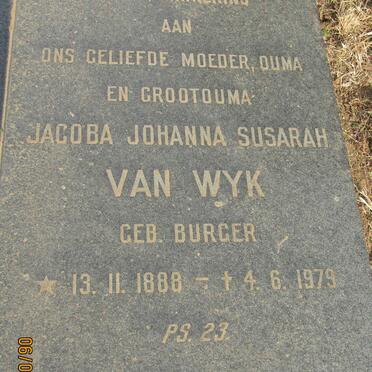 AAN
ONS GELIEFDE MOEDER, OUMA
EN GROOTOUMA
JACOBA JOHANNA SUSARAH
VAN WYK
GEB. BURGER
* 13. 11. 1888 – † 4. 6. 1979
PS. 23.